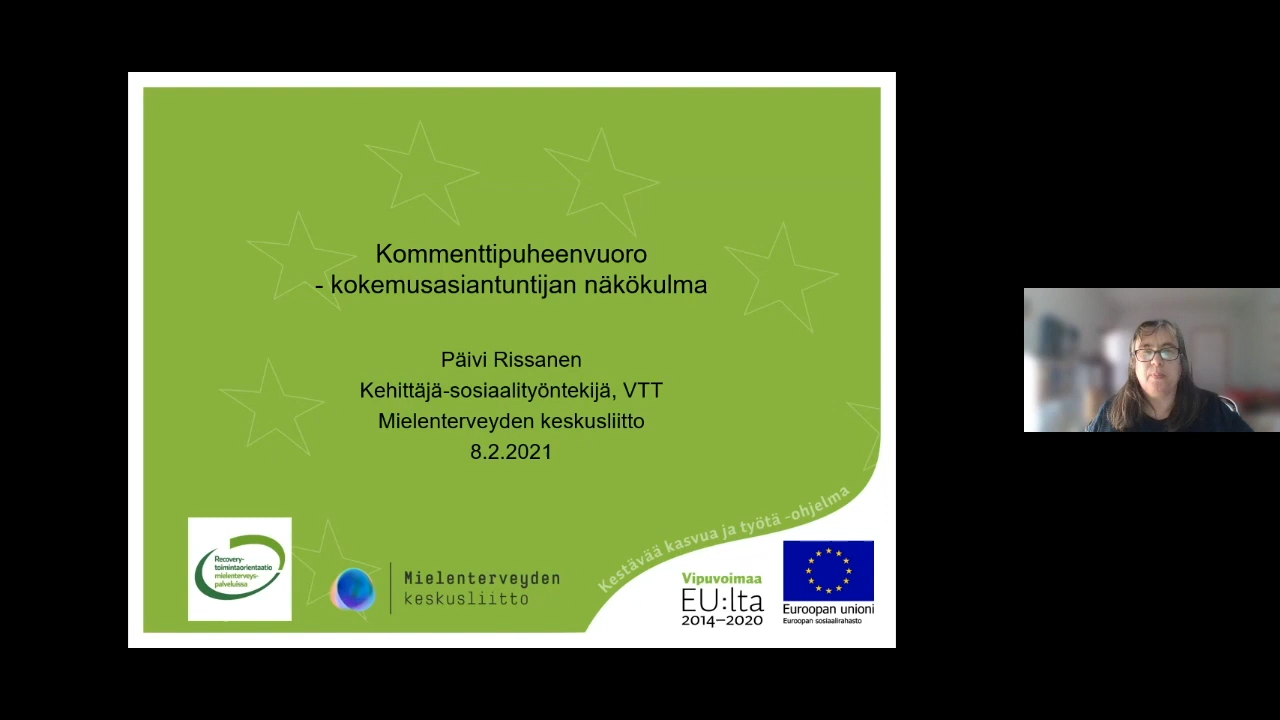 Kommenttipuheenvuoro
- kokemusasiantuntijan näkökulma
Päivi Rissanen
Kehittäjä-sosiaalityöntekijä, VTT
Mielenterveyden keskusliitto
8.2.2021
Kestävää kasvua ja työtä -ohjelma
Recovery-
toimintaorientaatio
mielenterveys-
palveluissa
Mielenterveyden
keskusliitto
Vipuvoimaa
EU:lta
2014–2020
Euroopan unioni
Euroopan sosiaalirahasto